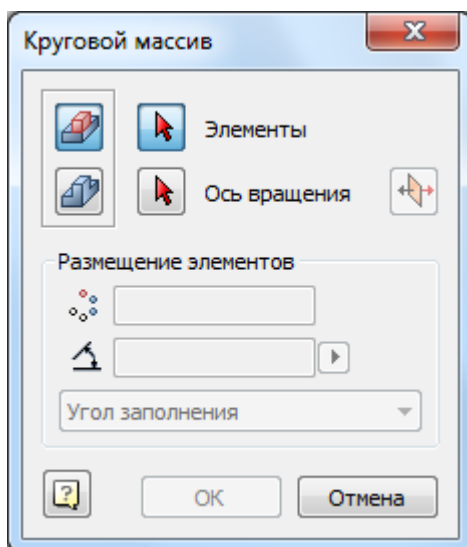 Круговой массив
Элементы
Ось вращения
Размещение элементов
Угол заполнения
ОК
Отмена